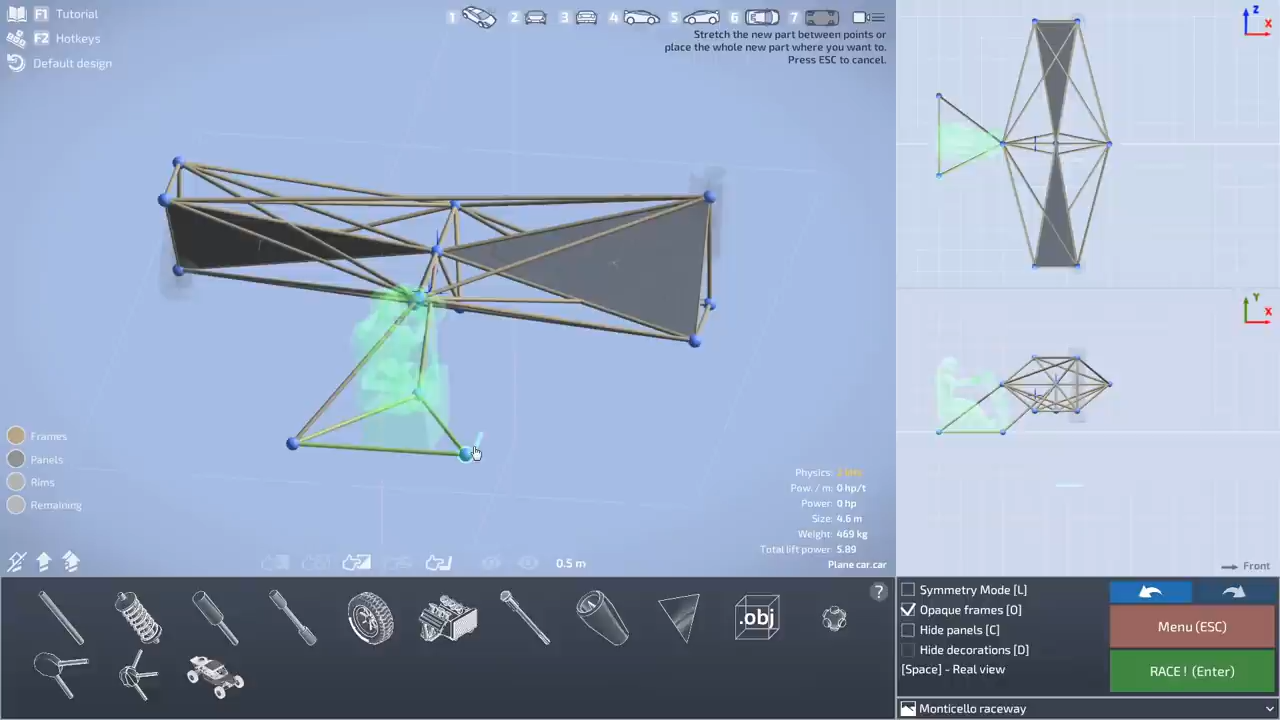 F1 Tutorial
F2 Hotkeys
Default design
1 2 3 4 5 6 7
Stretch the new part between points or
place the whole new part where you want to.
Press ESC to cancel.
Z
X
Y
X
Frames
Panels
Rims
Remaining
Physics:
Pow. / m: 0 hp/t
Power: 0 hp
Size: 4.6 m
Weight: 469 kg
Total lift power: 5.89
Plane car.car
0.5 m
Front
?
.obj
Symmetry Mode [L]
Opaque frames [O]
Hide panels [C]
Hide decorations [D]
[Space] - Real view
Menu (ESC)
RACE! (Enter)
Monticello raceway